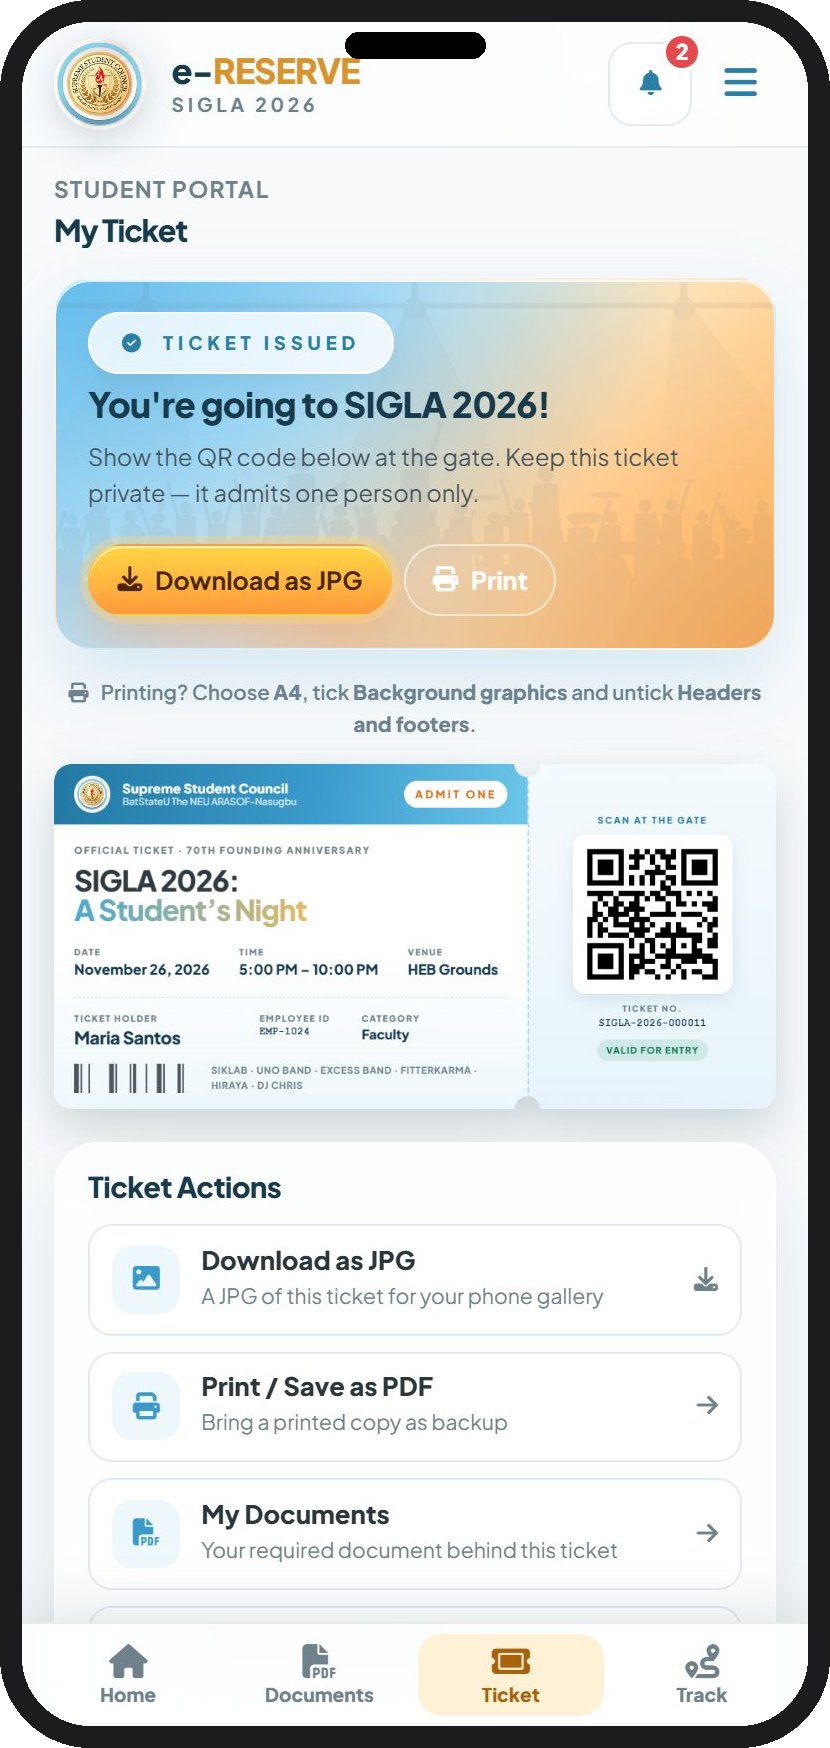 e-RESERVE
SIGLA 2026
2
STUDENT PORTAL
My Ticket
TICKET ISSUED
You're going to SIGLA 2026!
Show the QR code below at the gate. Keep this ticket
private — it admits one person only.
Download as JPG
Print
Printing? Choose A4, tick Background graphics and untick Headers
and footers.
Supreme Student Council
BatStateU The NEU ARASOF-Nasugbu
ADMIT ONE
OFFICIAL TICKET · 70TH FOUNDING ANNIVERSARY
SIGLA 2026:
A Student's Night
DATE
November 26, 2026
TIME
5:00 PM – 10:00 PM
VENUE
HEB Grounds
TICKET HOLDER
Maria Santos
EMPLOYEE ID
EMP-1024
CATEGORY
Faculty
SIKLAB · UNO BAND · EXCESS BAND · FITTERKARMA ·
HIRAYA · DJ CHRIS
SCAN AT THE GATE
TICKET NO.
SIGLA-2026-000011
VALID FOR ENTRY
Ticket Actions
Download as JPG
A JPG of this ticket for your phone gallery
Print / Save as PDF
Bring a printed copy as backup
PDF
My Documents
Your required document behind this ticket
Home
PDF
Documents
Ticket
Track